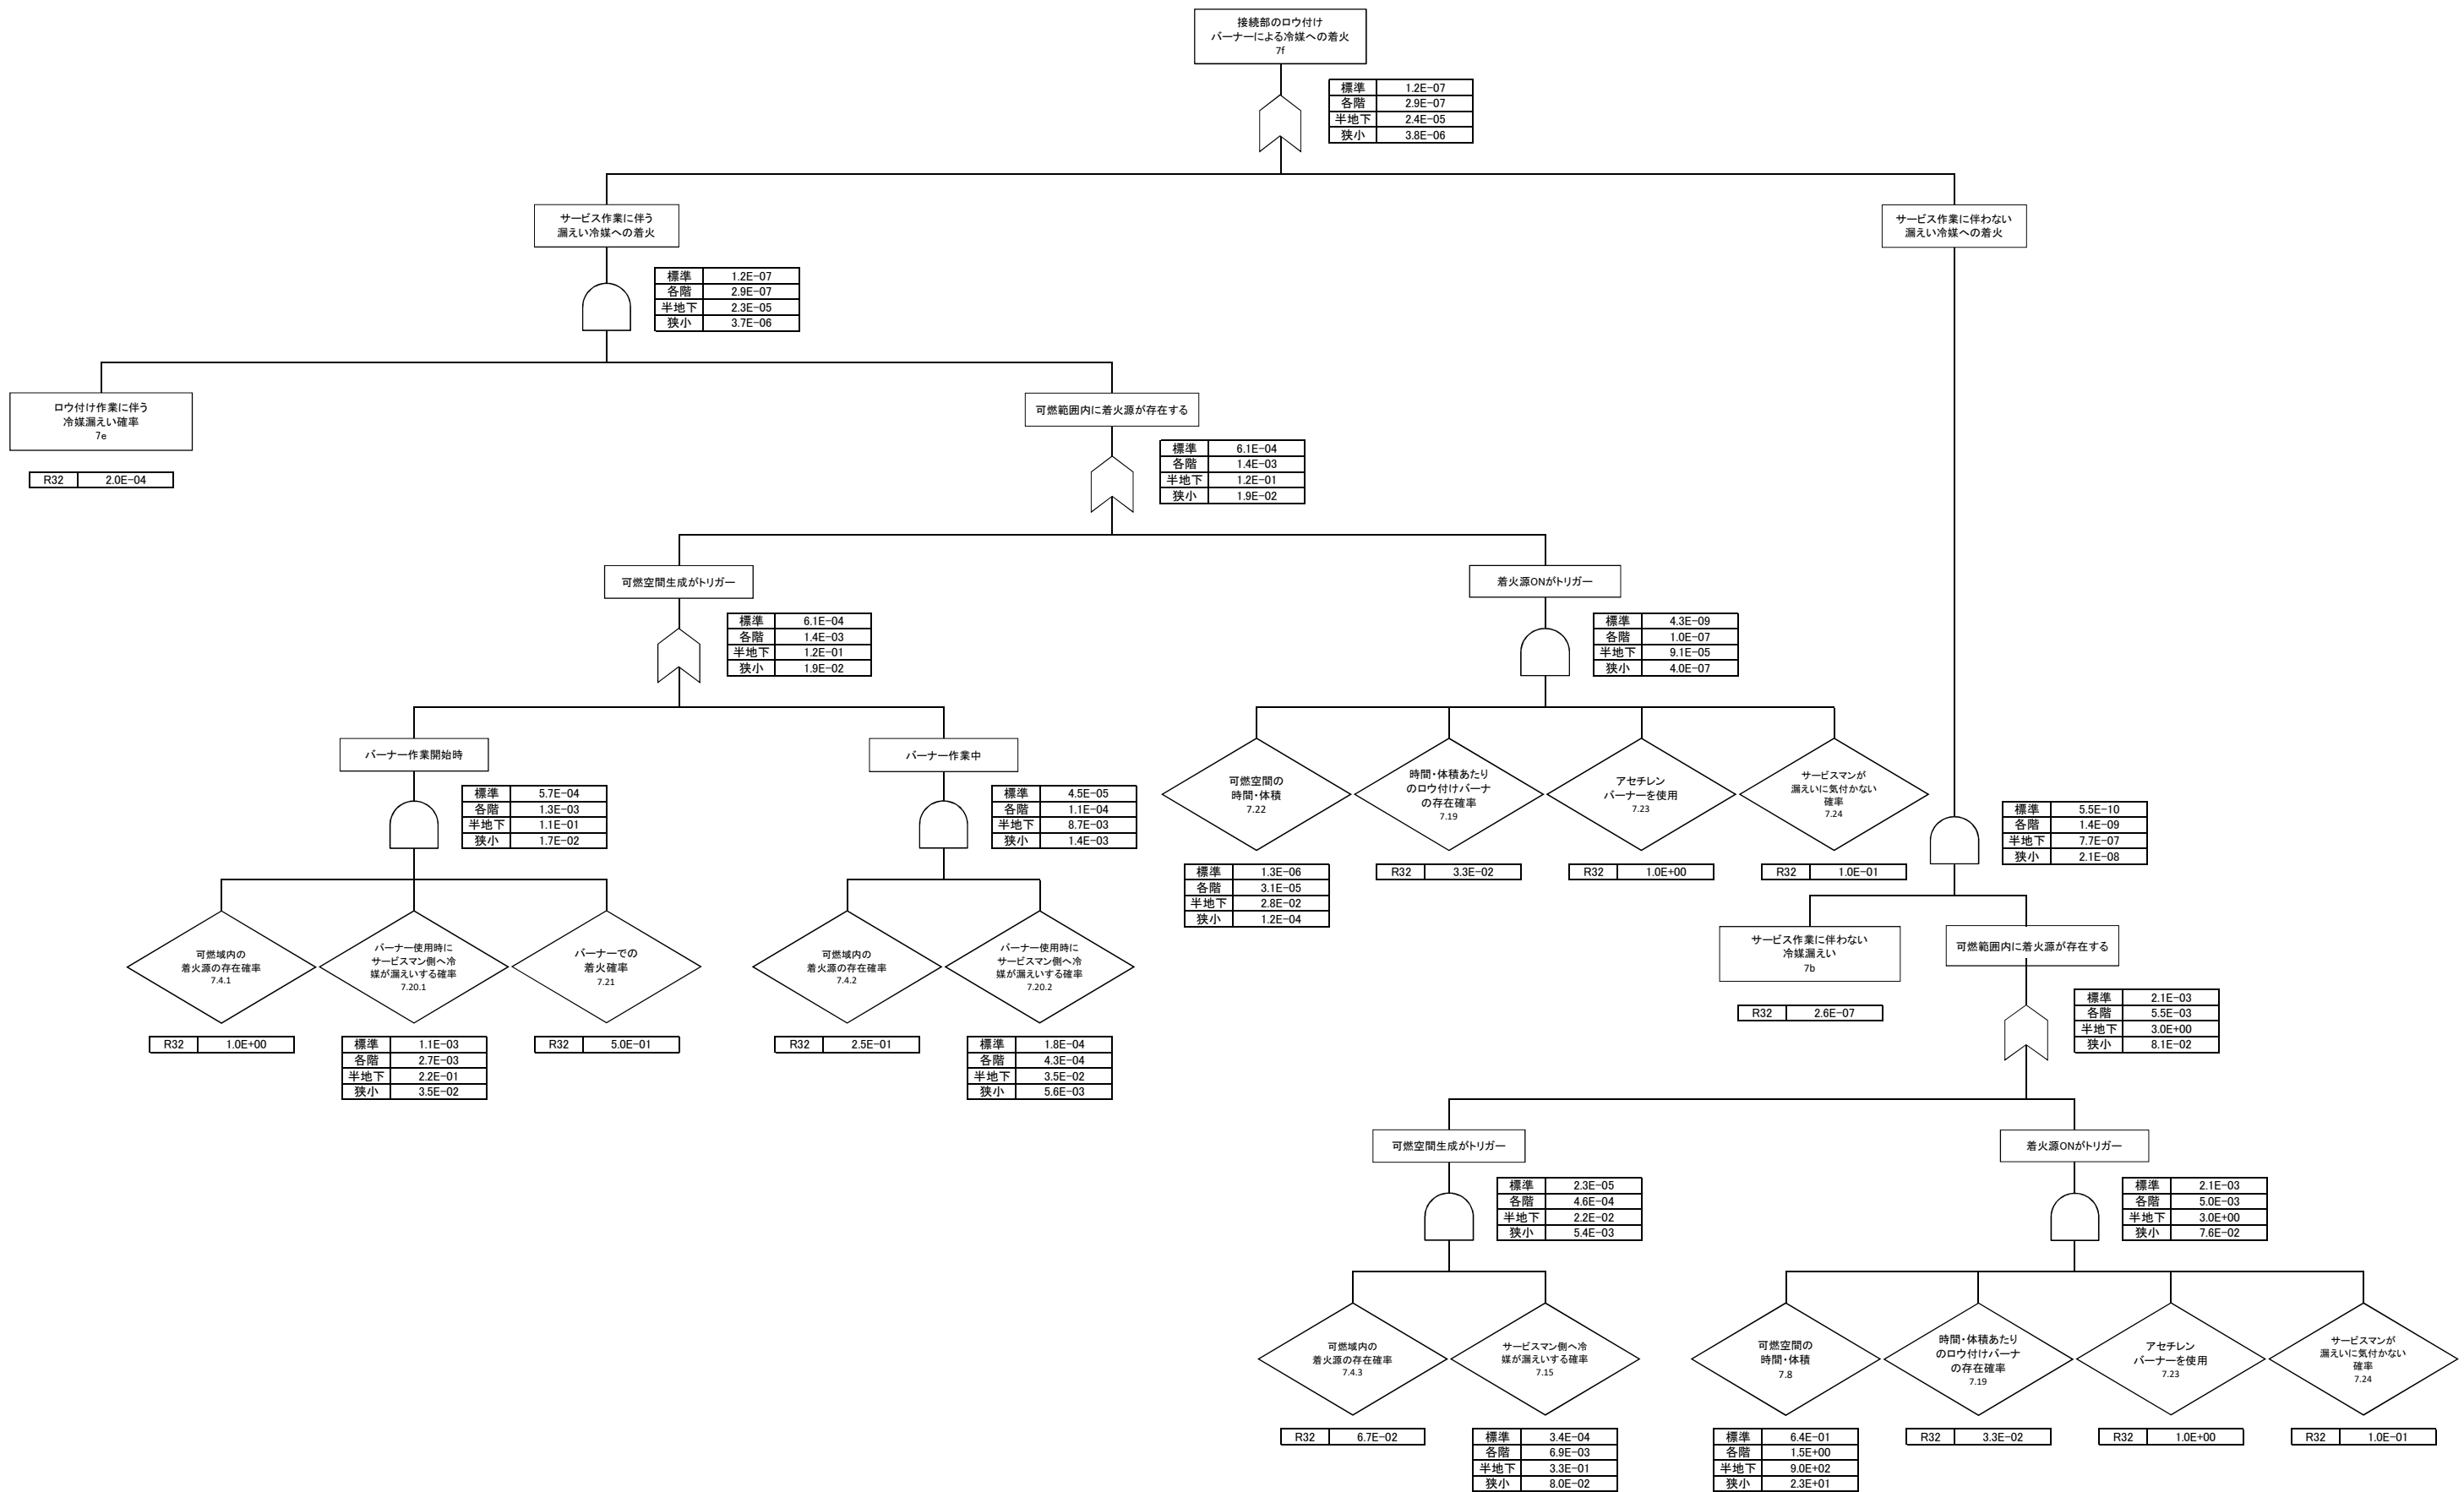 接続部のロウ付け
バーナーによる冷媒への着火
7f
標準 1.2E-07
各階 2.9E-07
半地下 2.4E-05
狭小 3.8E-06
サービス作業に伴う
漏えい冷媒への着火
標準 1.2E-07
各階 2.9E-07
半地下 2.3E-05
狭小 3.7E-06
サービス作業に伴わない
漏えい冷媒への着火
ロウ付け作業に伴う
冷媒漏えい確率
7e
R32 2.0E-04
可燃範囲内に着火源が存在する
標準 6.1E-04
各階 1.4E-03
半地下 1.2E-01
狭小 1.9E-02
可燃空間生成がトリガー
標準 6.1E-04
各階 1.4E-03
半地下 1.2E-01
狭小 1.9E-02
着火源ONがトリガー
標準 4.3E-09
各階 1.0E-07
半地下 9.1E-05
狭小 4.0E-07
バーナー作業開始時
標準 5.7E-04
各階 1.3E-03
半地下 1.1E-01
狭小 1.7E-02
バーナー作業中
標準 4.5E-05
各階 1.1E-04
半地下 8.7E-03
狭小 1.4E-03
可燃空間の
時間・体積
7.22
標準 1.3E-06
各階 3.1E-05
半地下 2.8E-02
狭小 1.2E-04
時間・体積あたり
のロウ付けバーナ
の存在確率
7.19
R32 3.3E-02
アセチレン
バーナーを使用
7.23
R32 1.0E+00
サービスマンが
漏えいに気付かない
確率
7.24
R32 1.0E-01
標準 5.5E-10
各階 1.4E-09
半地下 7.7E-07
狭小 2.1E-08
可燃域内の
着火源の存在確率
7.4.1
R32 1.0E+00
バーナー使用時に
サービスマン側へ冷
媒が漏えいする確率
7.20.1
標準 1.1E-03
各階 2.7E-03
半地下 2.2E-01
狭小 3.5E-02
バーナーでの
着火確率
7.21
R32 5.0E-01
可燃域内の
着火源の存在確率
7.4.2
R32 2.5E-01
バーナー使用時に
サービスマン側へ冷
媒が漏えいする確率
7.20.2
標準 1.8E-04
各階 4.3E-04
半地下 3.5E-02
狭小 5.6E-03
サービス作業に伴わない
冷媒漏えい
7b
R32 2.6E-07
可燃範囲内に着火源が存在する
標準 2.1E-03
各階 5.5E-03
半地下 3.0E+00
狭小 8.1E-02
可燃空間生成がトリガー
標準 2.3E-05
各階 4.6E-04
半地下 2.2E-02
狭小 5.4E-03
着火源ONがトリガー
標準 2.1E-03
各階 5.0E-03
半地下 3.0E+00
狭小 7.6E-02
可燃域内の
着火源の存在確率
7.4.3
R32 6.7E-02
サービスマン側へ冷
媒が漏えいする確率
7.15
標準 3.4E-04
各階 6.9E-03
半地下 3.3E-01
狭小 8.0E-02
可燃空間の
時間・体積
7.8
標準 6.4E-01
各階 1.5E+00
半地下 9.0E+02
狭小 2.3E+01
時間・体積あたり
のロウ付けバーナ
の存在確率
7.19
R32 3.3E-02
アセチレン
バーナーを使用
7.23
R32 1.0E+00
サービスマンが
漏えいに気付かない
確率
7.24
R32 1.0E-01